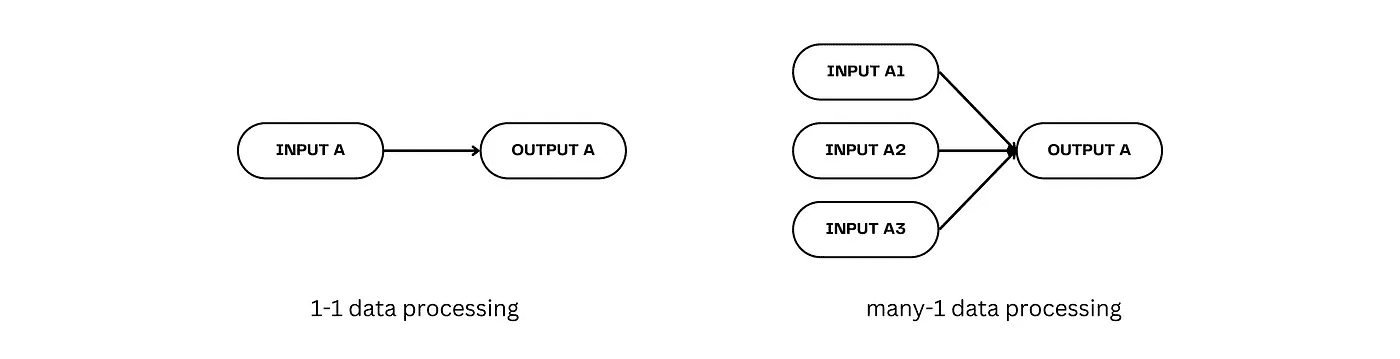 INPUT A
OUTPUT A
1-1 data processing
INPUT A1
INPUT A2
INPUT A3
OUTPUT A
many-1 data processing